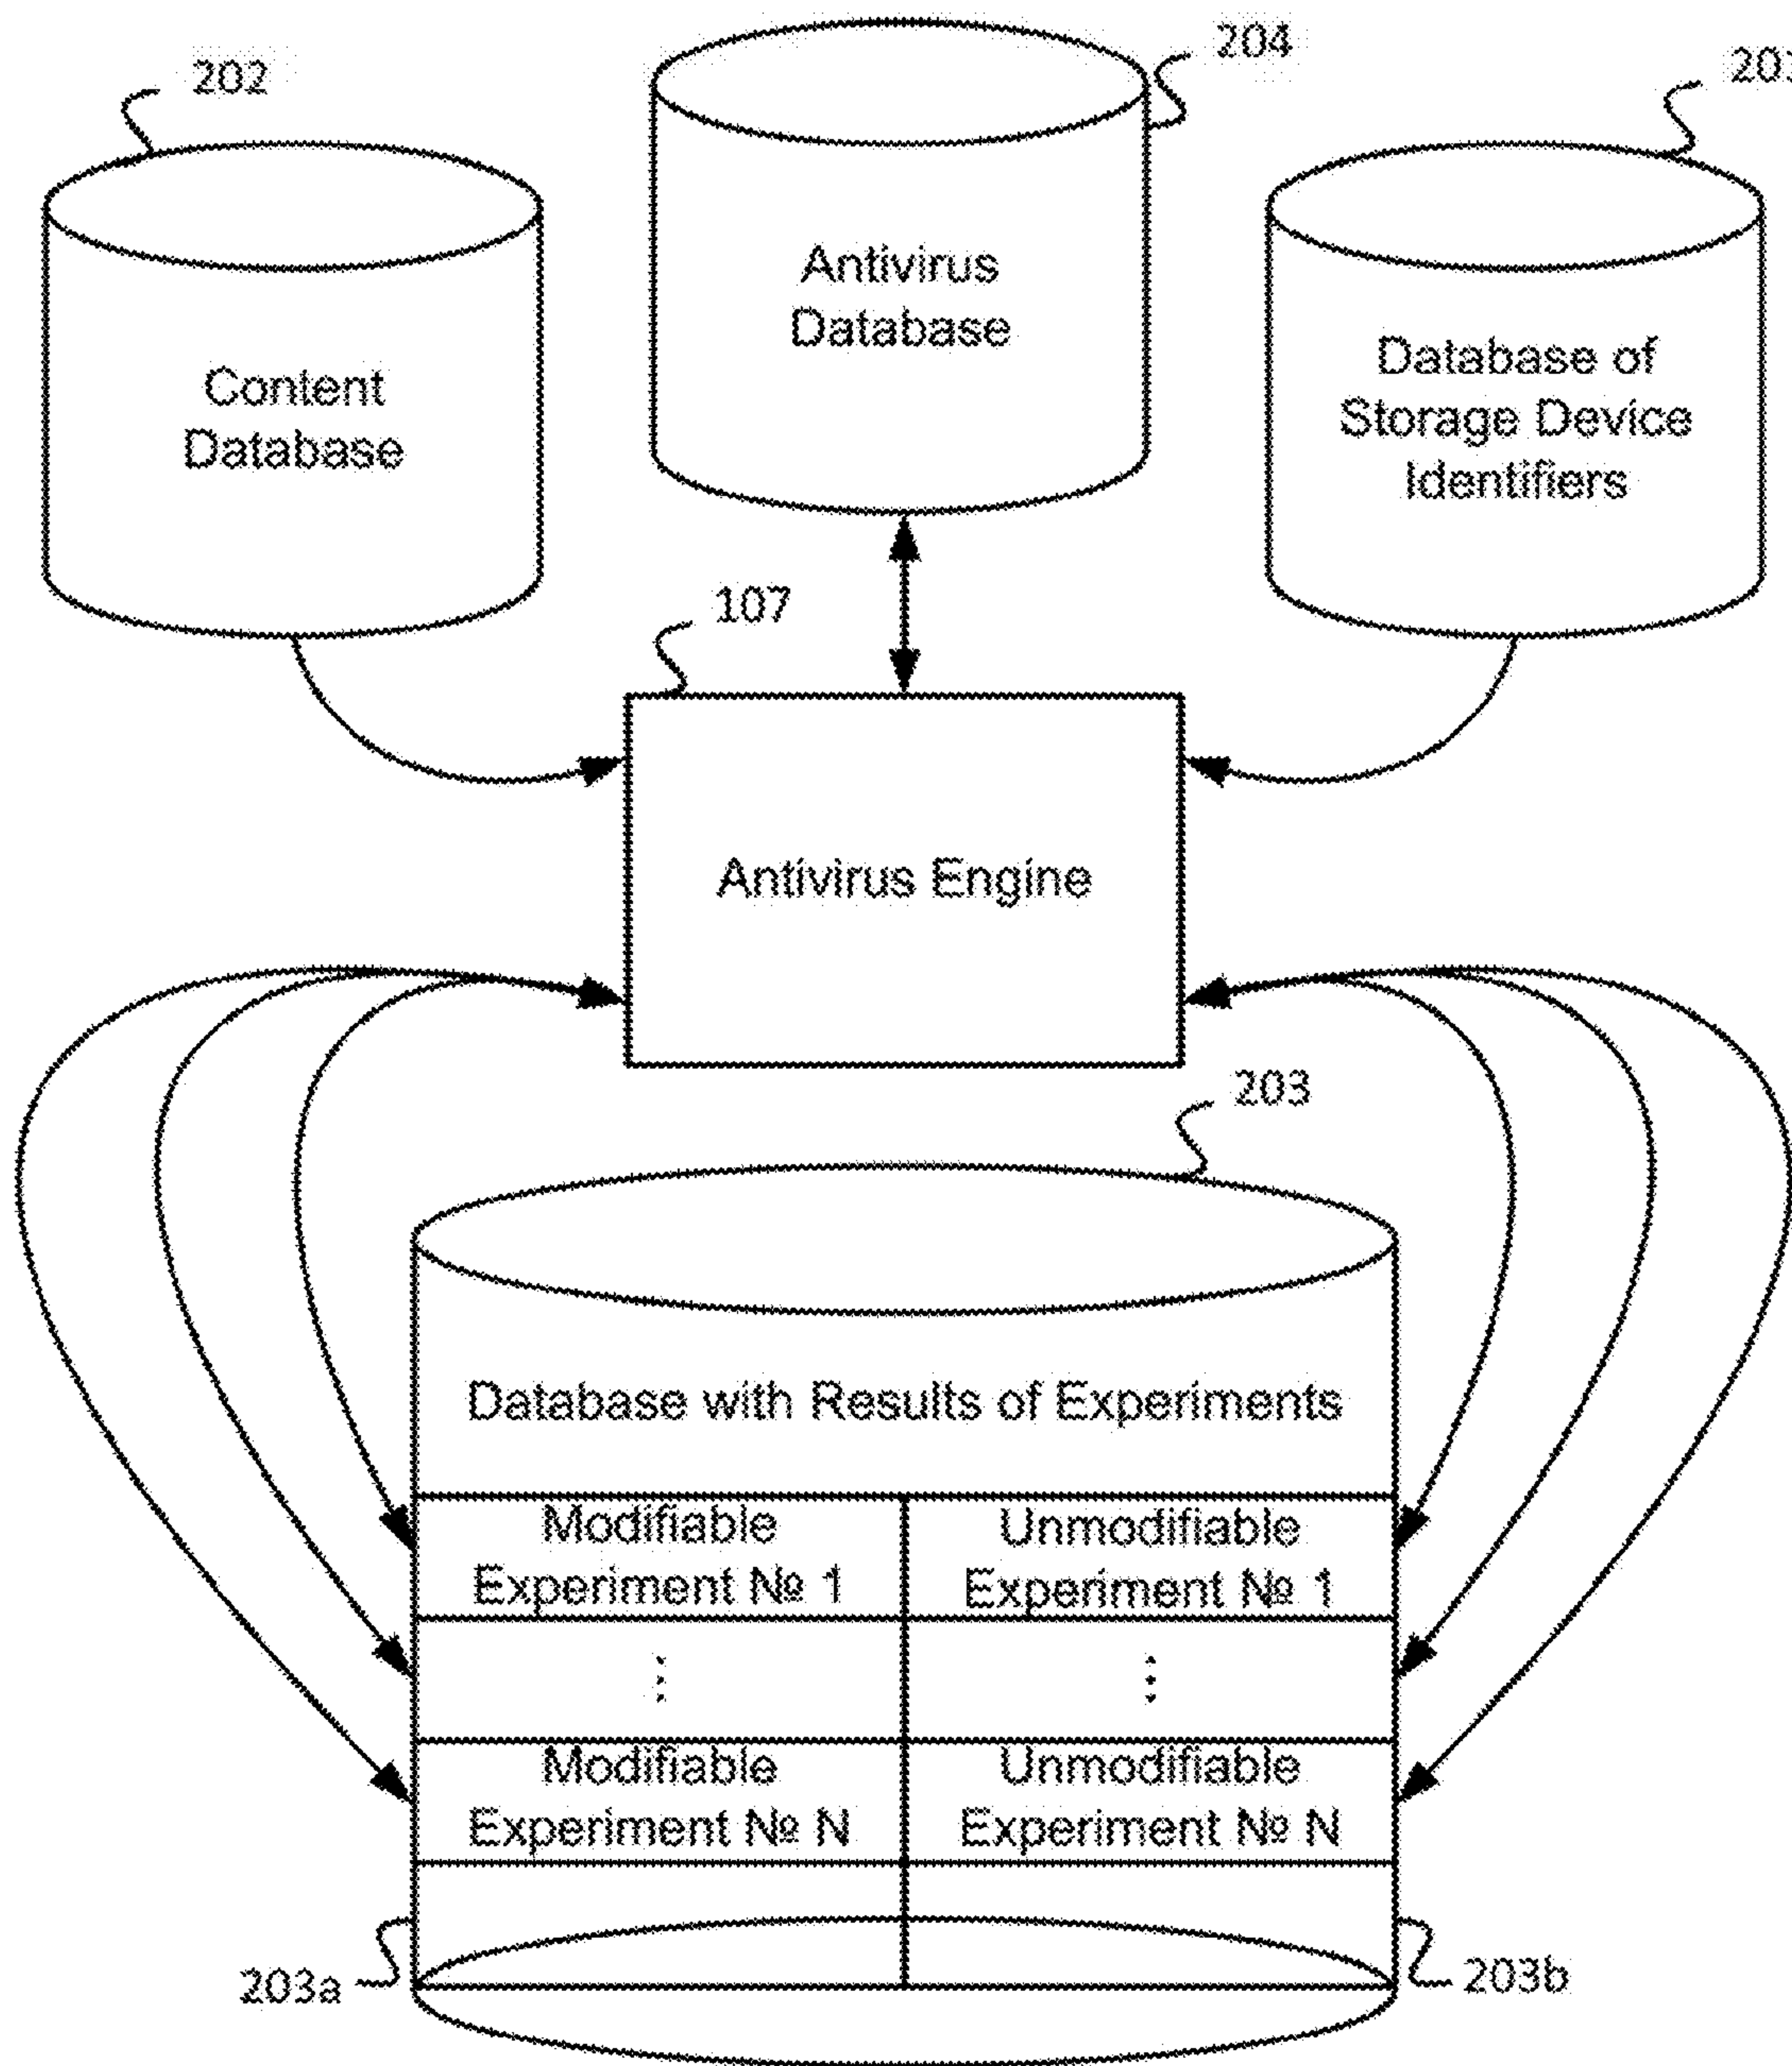 202
204
Content
Database
Antivirus
Database
Database of
Storage Device
Identifiers
107
Antivirus Engine
203
Database with Results of Experiments
Modifiable
Experiment № 1
Unmodifiable
Experiment № 1
⋮
⋮
Modifiable
Experiment № N
Unmodifiable
Experiment № N
203a
203b